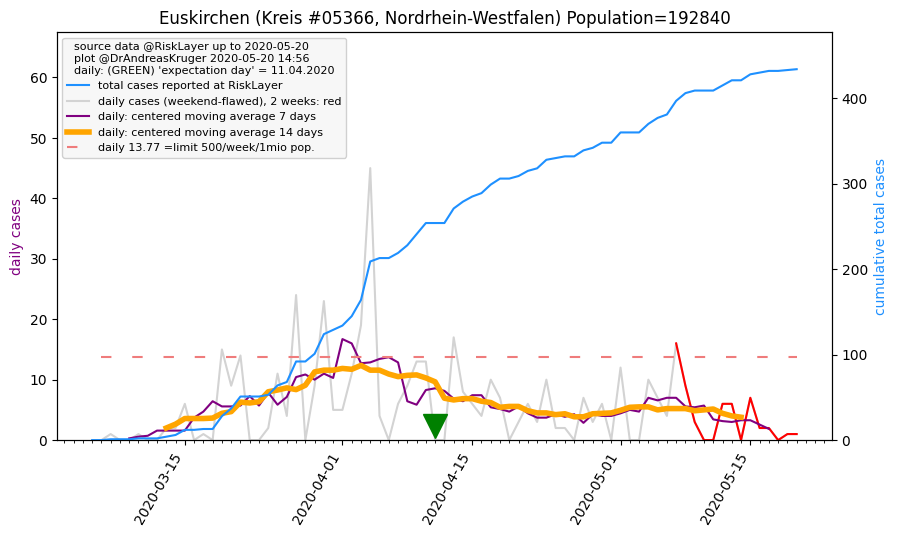 Euskirchen (Kreis #05366, Nordrhein-Westfalen) Population=192840
source data @RiskLayer up to 2020-05-20
plot @DrAndreasKruger 2020-05-20 14:56
daily: (GREEN) 'expectation day' = 11.04.2020
total cases reported at RiskLayer
daily cases (weekend-flawed), 2 weeks: red
daily: centered moving average 7 days
daily: centered moving average 14 days
daily 13.77 =limit 500/week/1mio pop.
daily cases
60
50
40
30
20
10
0
cumulative total cases
400
300
200
100
0
2020-03-15
2020-04-01
2020-04-15
2020-05-01
2020-05-15